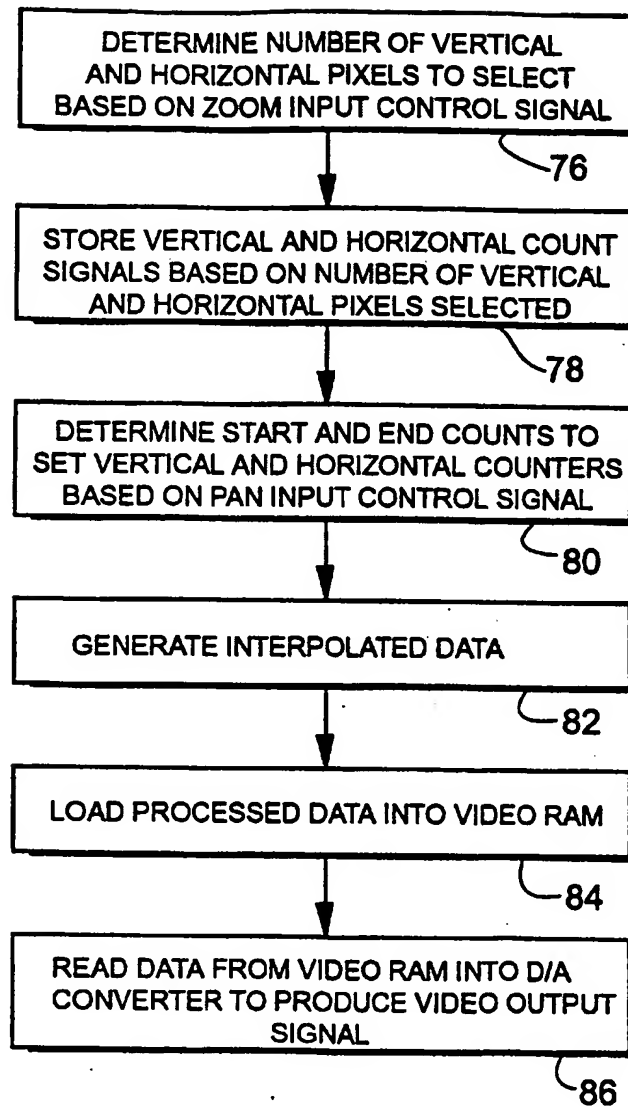 DETERMINE NUMBER OF VERTICAL
AND HORIZONTAL PIXELS TO SELECT
BASED ON ZOOM INPUT CONTROL SIGNAL
76
STORE VERTICAL AND HORIZONTAL COUNT
SIGNALS BASED ON NUMBER OF VERTICAL
AND HORIZONTAL PIXELS SELECTED
78
DETERMINE START AND END COUNTS TO
SET VERTICAL AND HORIZONTAL COUNTERS
BASED ON PAN INPUT CONTROL SIGNAL
80
GENERATE INTERPOLATED DATA
82
LOAD PROCESSED DATA INTO VIDEO RAM
84
READ DATA FROM VIDEO RAM INTO D/A
CONVERTER TO PRODUCE VIDEO OUTPUT
SIGNAL
86